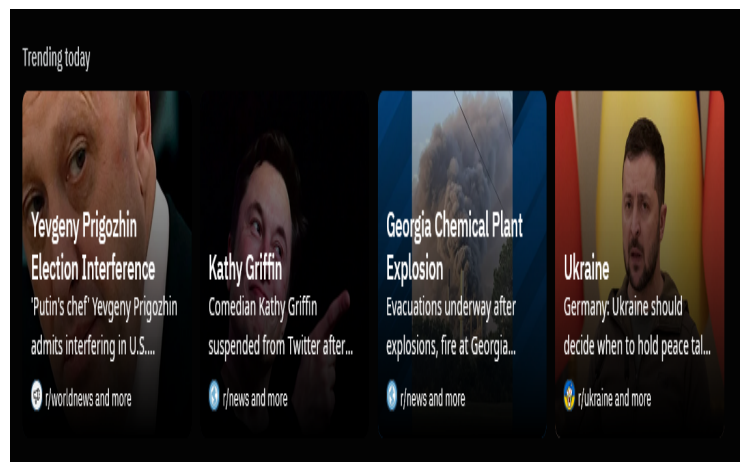 Trending today
Yevgeny Prigozhin
Election Interference
'Putin's chef' Yevgeny Prigozhin
admits interfering in U.S....
r/worldnews and more
Kathy Griffin
Comedian Kathy Griffin
suspended from Twitter after...
r/news and more
Georgia Chemical Plant
Explosion
Evacuations underway after
explosions, fire at Georgia...
r/news and more
Ukraine
Germany: Ukraine should
decide when to hold peace tal...
r/ukraine and more